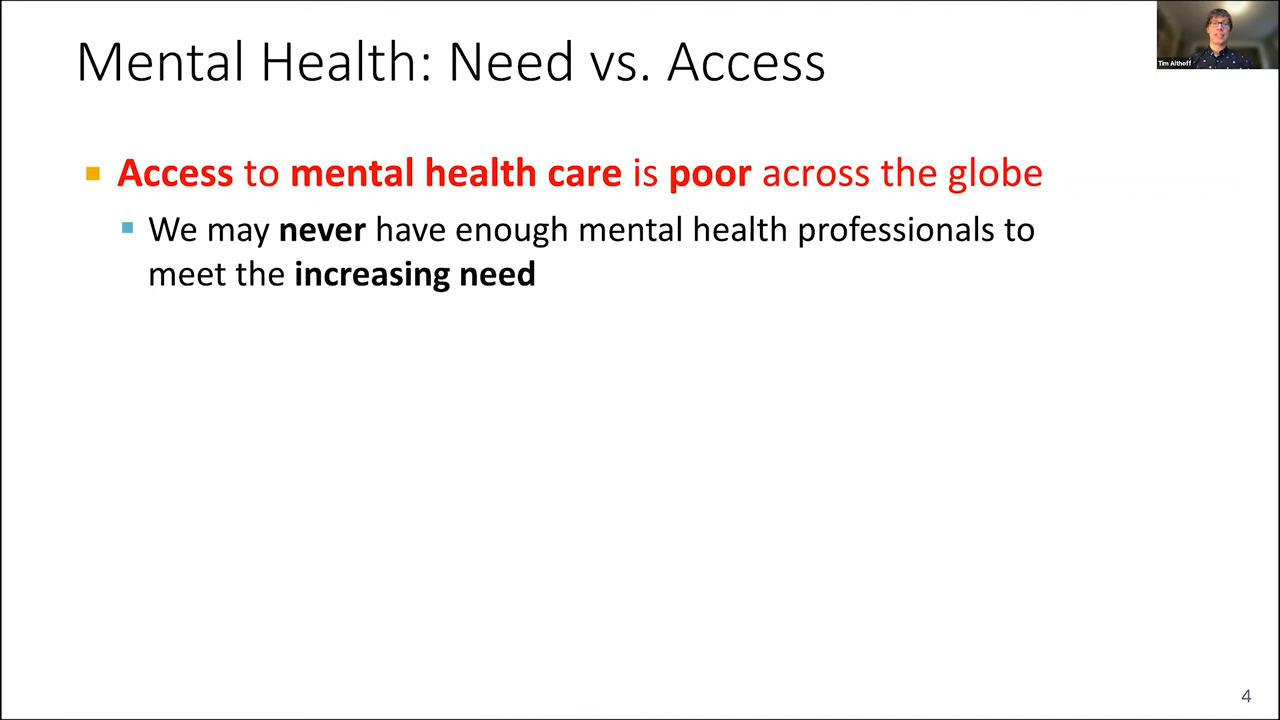 Mental Health: Need vs. Access
Tim Althoff
Access to mental health care is poor across the globe
We may never have enough mental health professionals to
meet the increasing need
4